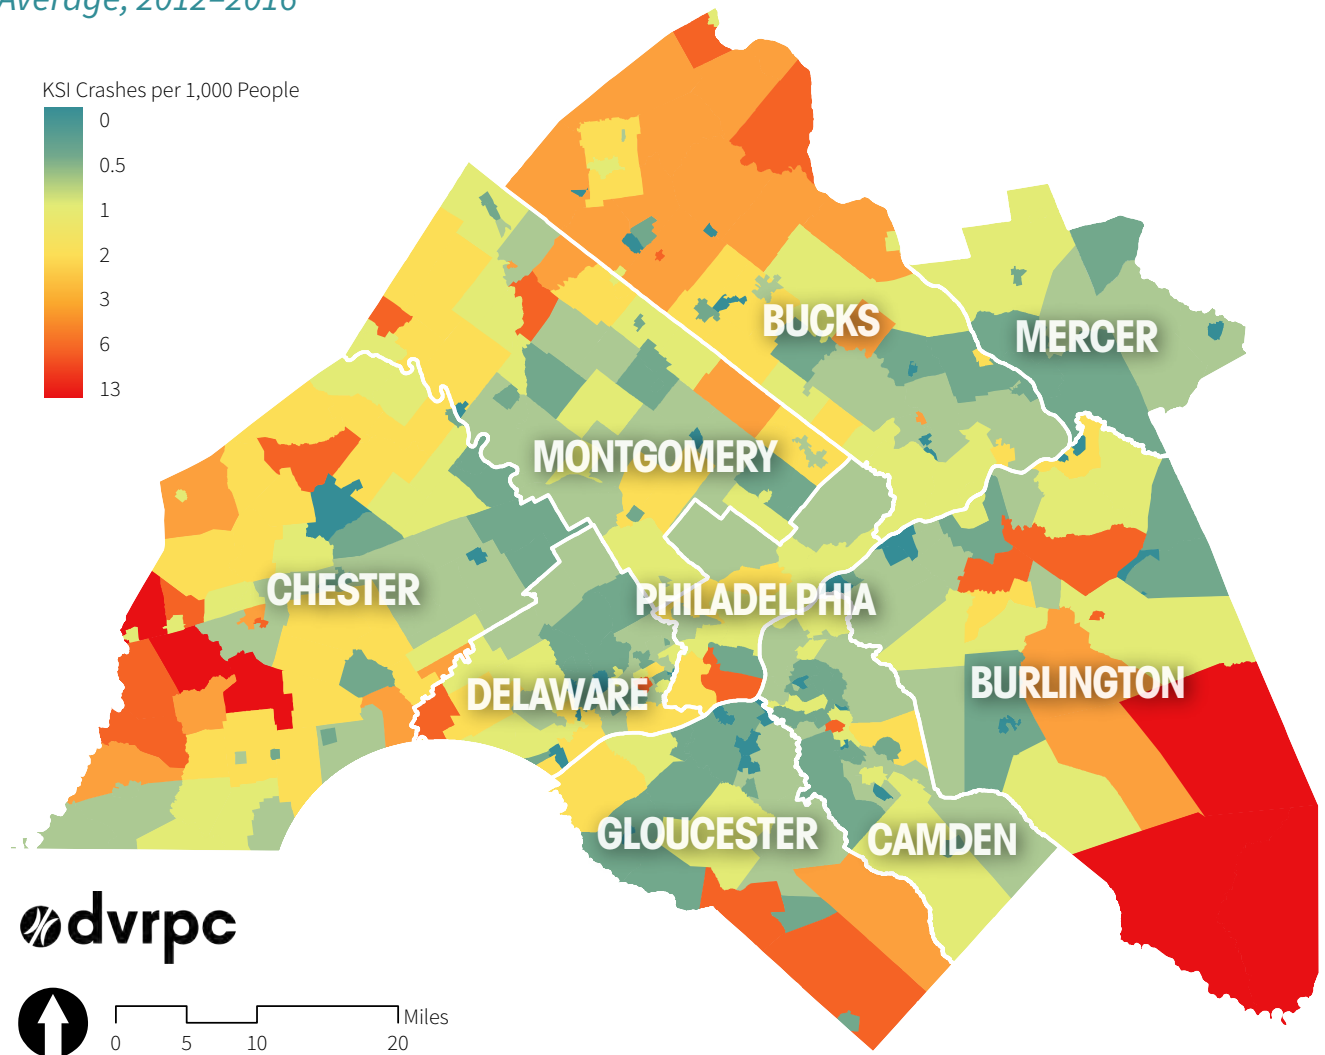 Average, 2012–2016
KSI Crashes per 1,000 People
0
0.5
1
2
3
6
13
BUCKS
MERCER
MONTGOMERY
CHESTER
PHILADELPHIA
DELAWARE
BURLINGTON
GLOUCESTER
CAMDEN
dvrpc
Miles
0 5 10 20